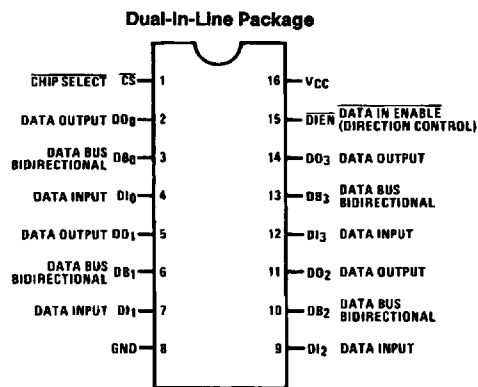 Dual-In-Line Package
CHIP SELECT CS 1
DATA OUTPUT DO0 2
DATA BUS
BIDIRECTIONAL DB0 3
DATA INPUT DI0 4
DATA OUTPUT DO1 5
DATA BUS
BIDIRECTIONAL DB1 6
DATA INPUT DI1 7
GND 8
16 VCC
15 DIEN DATA IN ENABLE
(DIRECTION CONTROL)
14 DO3 DATA OUTPUT
13 DB3 DATA BUS
BIDIRECTIONAL
12 DI3 DATA INPUT
11 DO2 DATA OUTPUT
10 DB2 DATA BUS
BIDIRECTIONAL
9 DI2 DATA INPUT